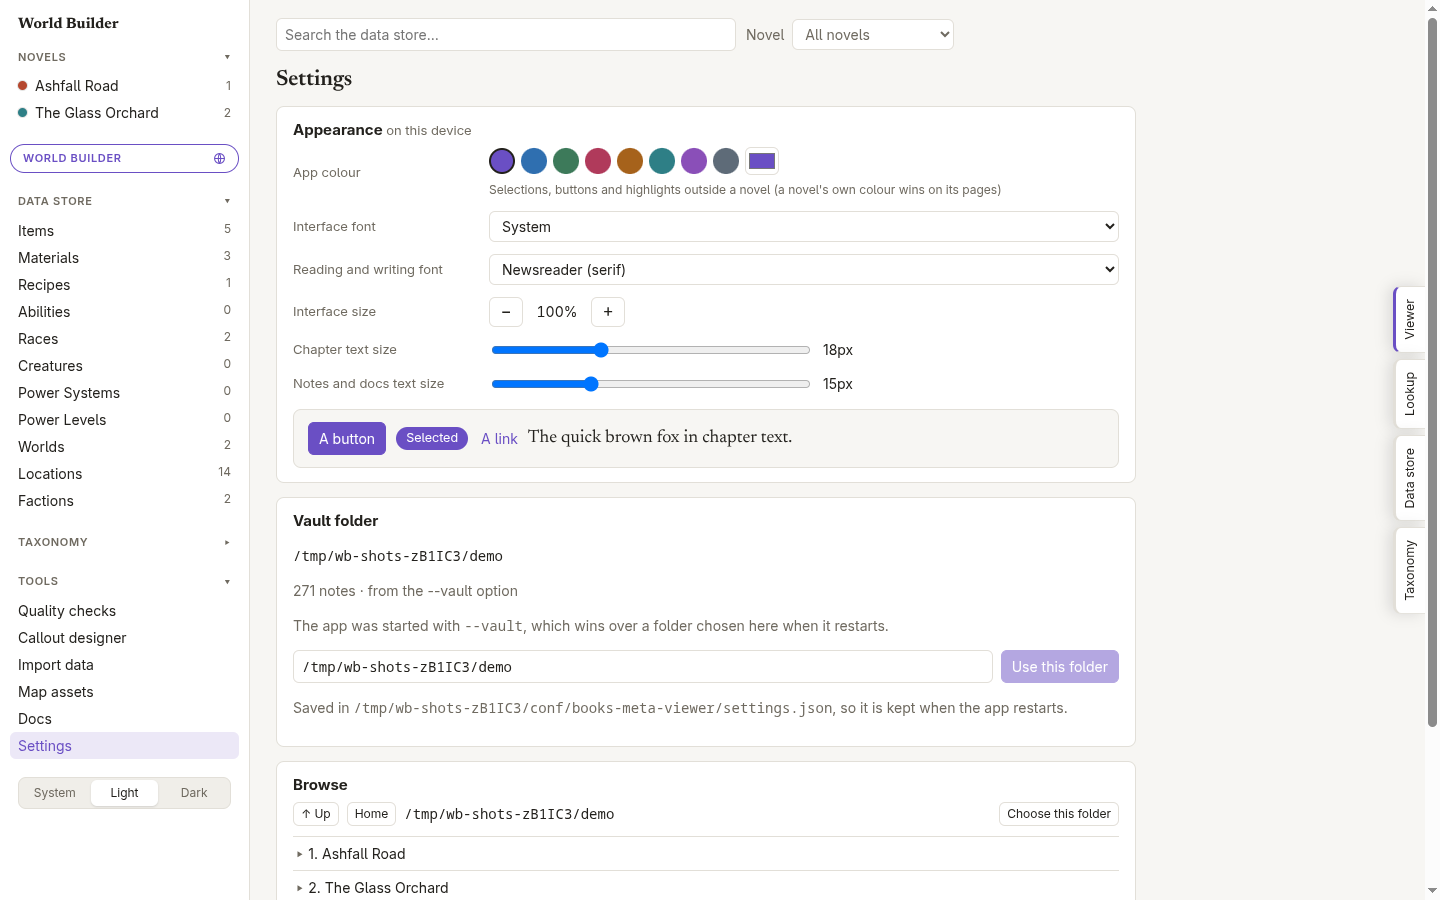 World Builder
NOVELS
Ashfall Road 1
The Glass Orchard 2
WORLD BUILDER
DATA STORE
Items 5
Materials 3
Recipes 1
Abilities 0
Races 2
Creatures 0
Power Systems 0
Power Levels 0
Worlds 2
Locations 14
Factions 2
TAXONOMY
TOOLS
Quality checks
Callout designer
Import data
Map assets
Docs
Settings
System Light Dark
Search the data store... Novel All novels
Settings
Appearance on this device
App colour
Selections, buttons and highlights outside a novel (a novel's own colour wins on its pages)
Interface font System
Reading and writing font Newsreader (serif)
Interface size − 100% +
Chapter text size 18px
Notes and docs text size 15px
A button Selected A link The quick brown fox in chapter text.
Vault folder
/tmp/wb-shots-zB1IC3/demo
271 notes · from the --vault option
The app was started with --vault, which wins over a folder chosen here when it restarts.
/tmp/wb-shots-zB1IC3/demo Use this folder
Saved in /tmp/wb-shots-zB1IC3/conf/books-meta-viewer/settings.json, so it is kept when the app restarts.
Browse
↑ Up Home /tmp/wb-shots-zB1IC3/demo Choose this folder
1. Ashfall Road
2. The Glass Orchard
Viewer
Lookup
Data store
Taxonomy